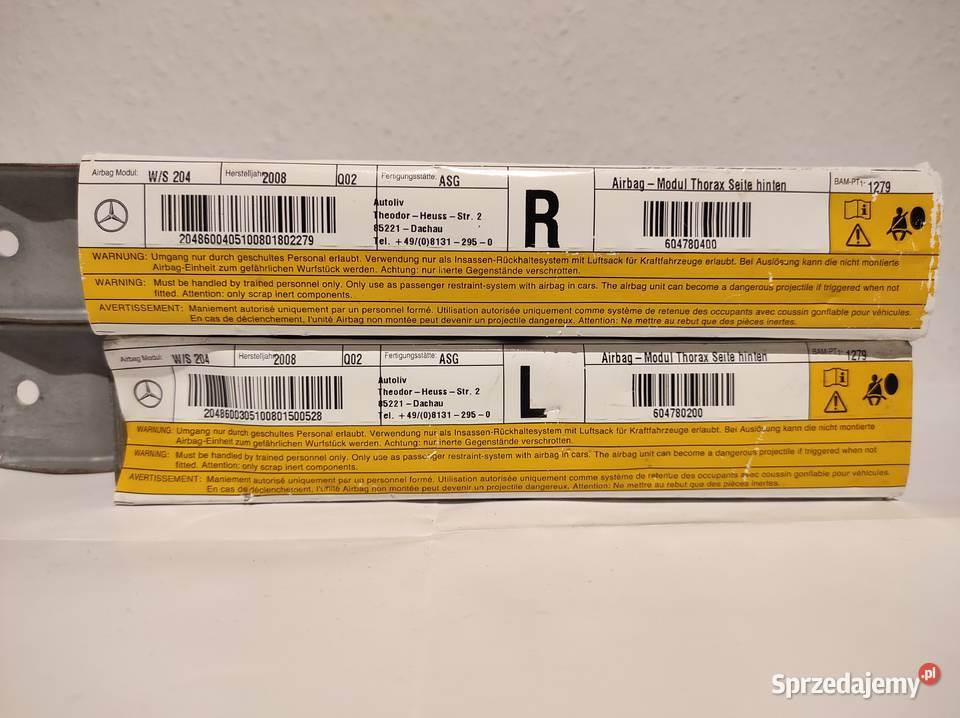 Airbag Modul: W/S 204 Herstelljahr 2008 Q02 Fertigungsstätte: ASG R Airbag – Modul Thorax Seite hinten BAM-PT1- 1279
Autoliv
Theodor – Heuss – Str. 2
85221 – Dachau
Tel. +49/(0)8131 – 295 – 0
2048600405100801802279
604780400
WARNUNG: Umgang nur durch geschultes Personal erlaubt. Verwendung nur als Insassen-Rückhaltesystem mit Luftsack für Kraftfahrzeuge erlaubt. Bei Auslösung kann die nicht montierte
Airbag-Einheit zum gefährlichen Wurfstück werden. Achtung: nur inerte Gegenstände verschrotten.
WARNING: Must be handled by trained personnel only. Only use as passenger restraint-system with airbag in cars. The airbag unit can become a dangerous projectile if triggered when not
fitted. Attention: only scrap inert components.
AVERTISSEMENT: Maniement autorisé uniquement par un personnel formé. Utilisation autorisée uniquement comme système de retenue des occupants avec coussin gonflable pour véhicules.
En cas de déclenchement, l'unité Airbag non montée peut devenir un projectile dangereux. Attention: Ne mettre au rebut que des pièces inertes.
Airbag Modul: W/S 204 Herstelljahr 2008 Q02 Fertigungsstätte: ASG L Airbag – Modul Thorax Seite hinten BAM-PT1- 1279
Autoliv
Theodor – Heuss – Str. 2
85221 – Dachau
Tel. +49/(0)8131 – 295 – 0
2048600305100801500528
604780200
WARNUNG: Umgang nur durch geschultes Personal erlaubt. Verwendung nur als Insassen-Rückhaltesystem mit Luftsack für Kraftfahrzeuge erlaubt. Bei Auslösung kann die nicht montierte
Airbag-Einheit zum gefährlichen Wurfstück werden. Achtung: nur inerte Gegenstände verschrotten.
WARNING: Must be handled by trained personnel only. Only use as passenger restraint-system with airbag in cars. The airbag unit can become a dangerous projectile if triggered when not
fitted. Attention: only scrap inert components.
AVERTISSEMENT: Maniement autorisé uniquement par un personnel formé. Utilisation autorisée uniquement comme système de retenue des occupants avec coussin gonflable pour véhicules.
En cas de déclenchement, l'unité Airbag non montée peut devenir un projectile dangereux. Attention: Ne mettre au rebut que des pièces inertes.
Sprzedajemy.pl